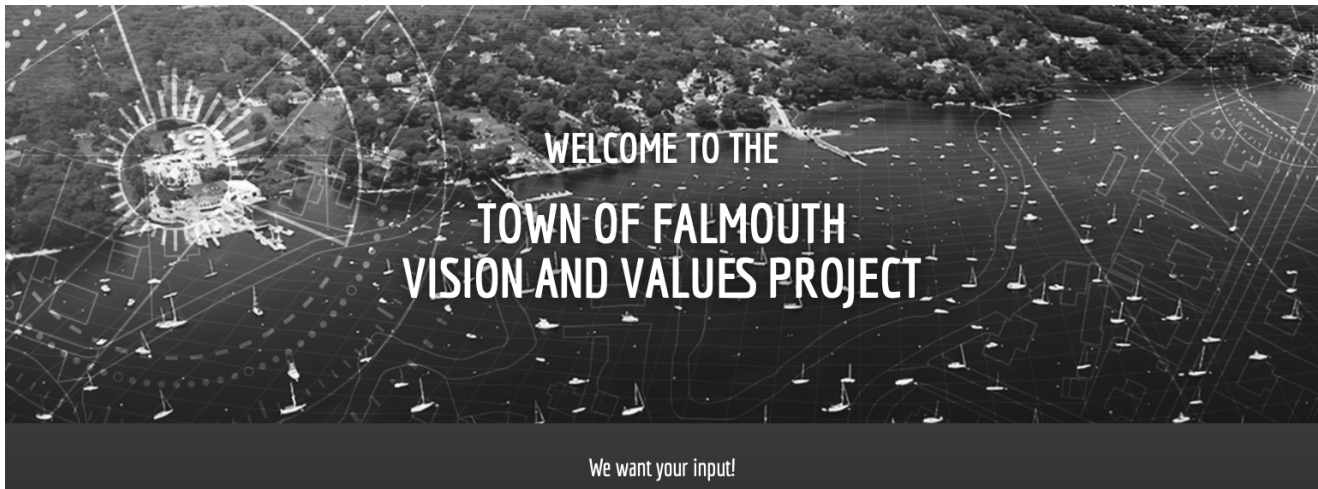 WELCOME TO THE
TOWN OF FALMOUTH
VISION AND VALUES PROJECT
We want your input!